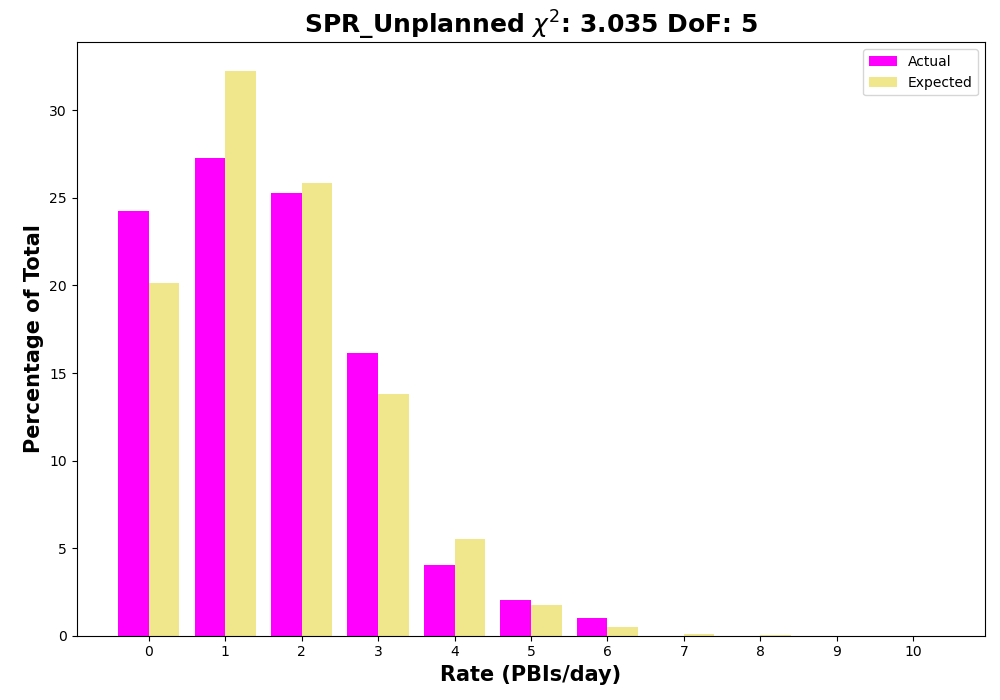 SPR_Unplanned χ²: 3.035 DoF: 5
Actual
Expected
Percentage of Total
30
25
20
15
10
5
0
0 1 2 3 4 5 6 7 8 9 10
Rate (PBIs/day)